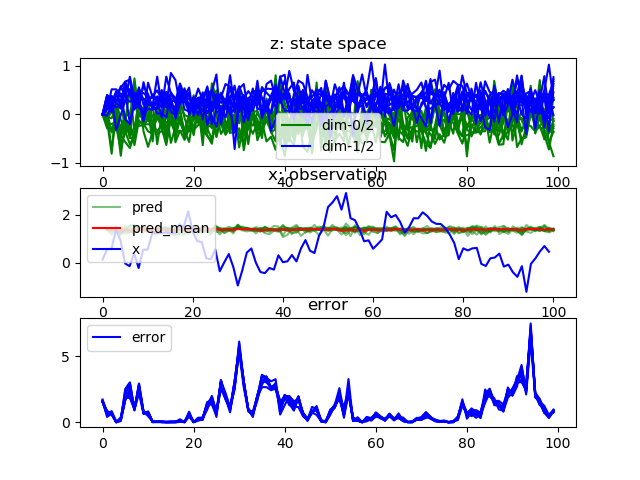 z: state space
1
0
−1
dim-0/2
dim-1/2
0 20 40 60 80 100
x: observation
2
0
pred
pred_mean
x
0 20 40 60 80 100
error
5
0
error
0 20 40 60 80 100